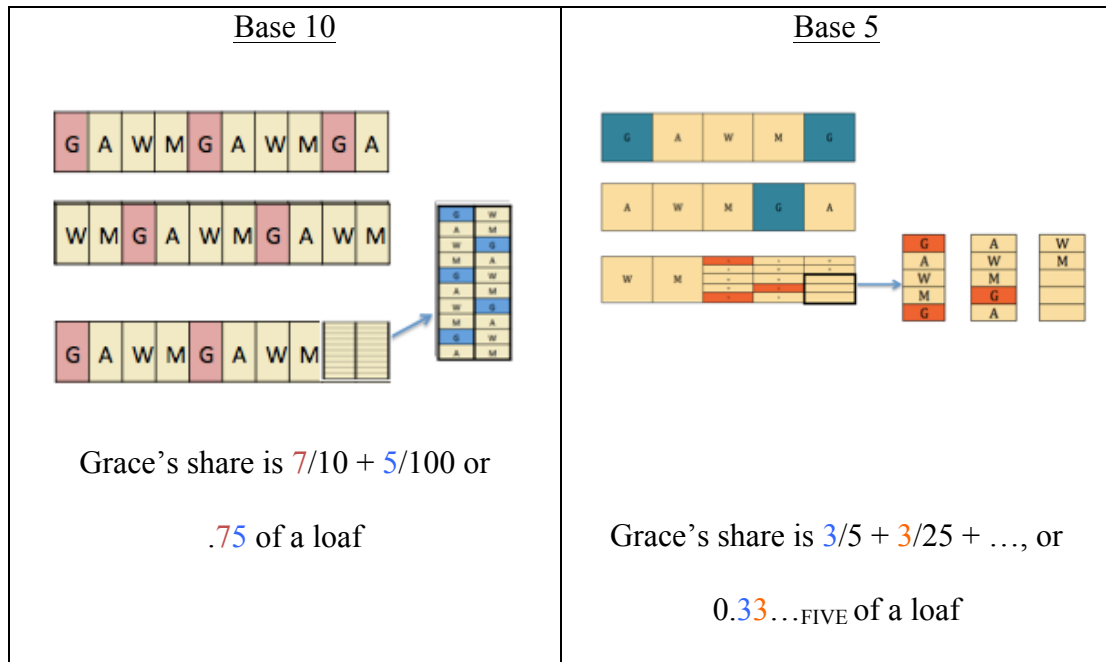 Base 10
G A W M G A W M G A
W M G A W M G A W M
G W
A M
W G
M A
G W
A M
W G
M A
G W
A M
G A W M G A W M
Grace's share is 7/10 + 5/100 or
.75 of a loaf
Base 5
G A W M G
A W M G A
W M
G A W
A W M
W M
M G
G A
Grace's share is 3/5 + 3/25 + …, or
0.33…FIVE of a loaf